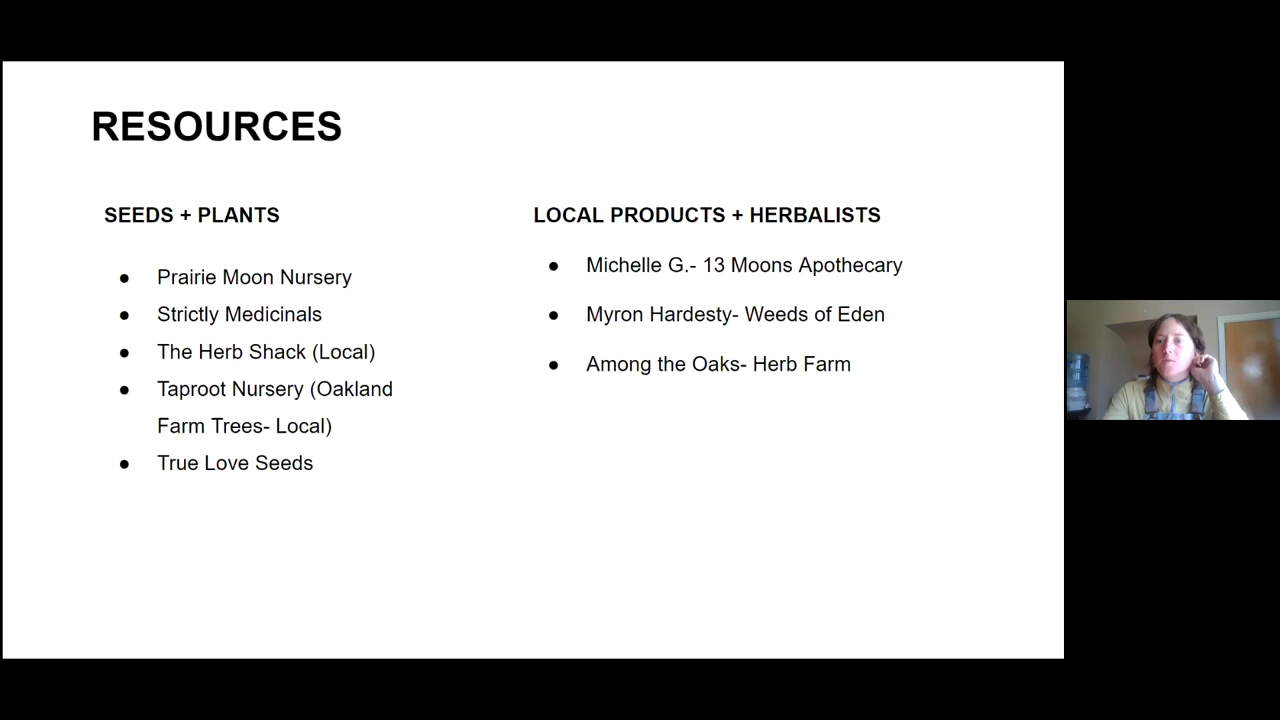 RESOURCES
SEEDS + PLANTS
● Prairie Moon Nursery
● Strictly Medicinals
● The Herb Shack (Local)
● Taproot Nursery (Oakland
Farm Trees- Local)
● True Love Seeds
LOCAL PRODUCTS + HERBALISTS
● Michelle G.- 13 Moons Apothecary
● Myron Hardesty- Weeds of Eden
● Among the Oaks- Herb Farm